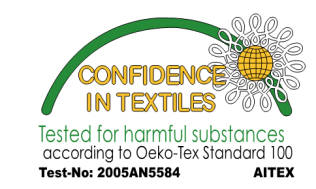 CONFIDENCE
IN TEXTILES
Tested for harmful substances
according to Oeko-Tex Standard 100
Test-No: 2005AN5584 AITEX